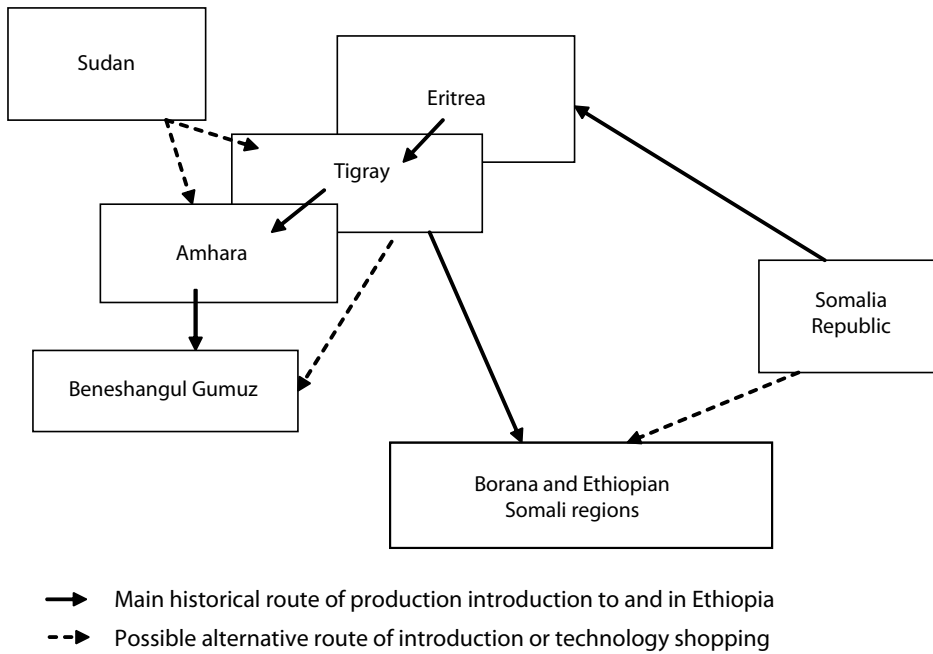 Sudan
Eritrea
Tigray
Amhara
Somalia
Republic
Beneshangul Gumuz
Borana and Ethiopian
Somali regions
Main historical route of production introduction to and in Ethiopia
Possible alternative route of introduction or technology shopping